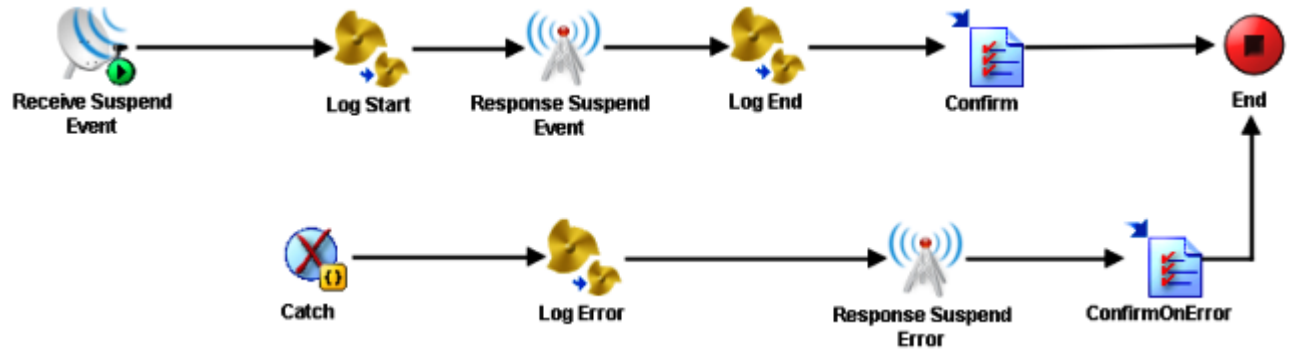 Receive Suspend
Event
Log Start
Response Suspend
Event
Log End
Confirm
End
Catch
Log Error
Response Suspend
Error
ConfirmOnError